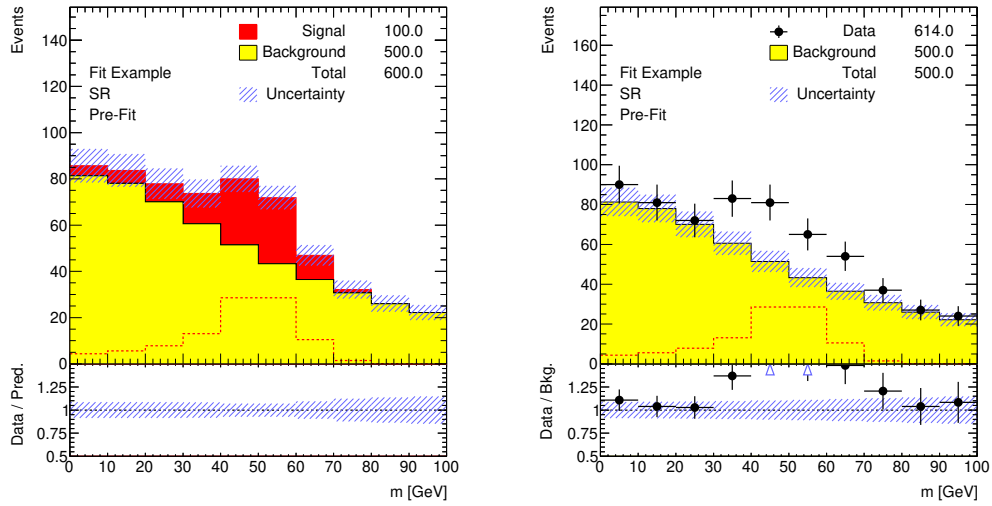 Events
140
120
100
80
60
40
20
0
Signal 100.0
Background 500.0
Total 600.0
Uncertainty
Fit Example
SR
Pre-Fit
Data / Pred.
1.25
1
0.75
0.5
0 10 20 30 40 50 60 70 80 90 100
m [GeV]
Events
160
140
120
100
80
60
40
20
0
Data 614.0
Background 500.0
Total 500.0
Uncertainty
Fit Example
SR
Pre-Fit
Data / Bkg.
1.25
1
0.75
0.5
0 10 20 30 40 50 60 70 80 90 100
m [GeV]